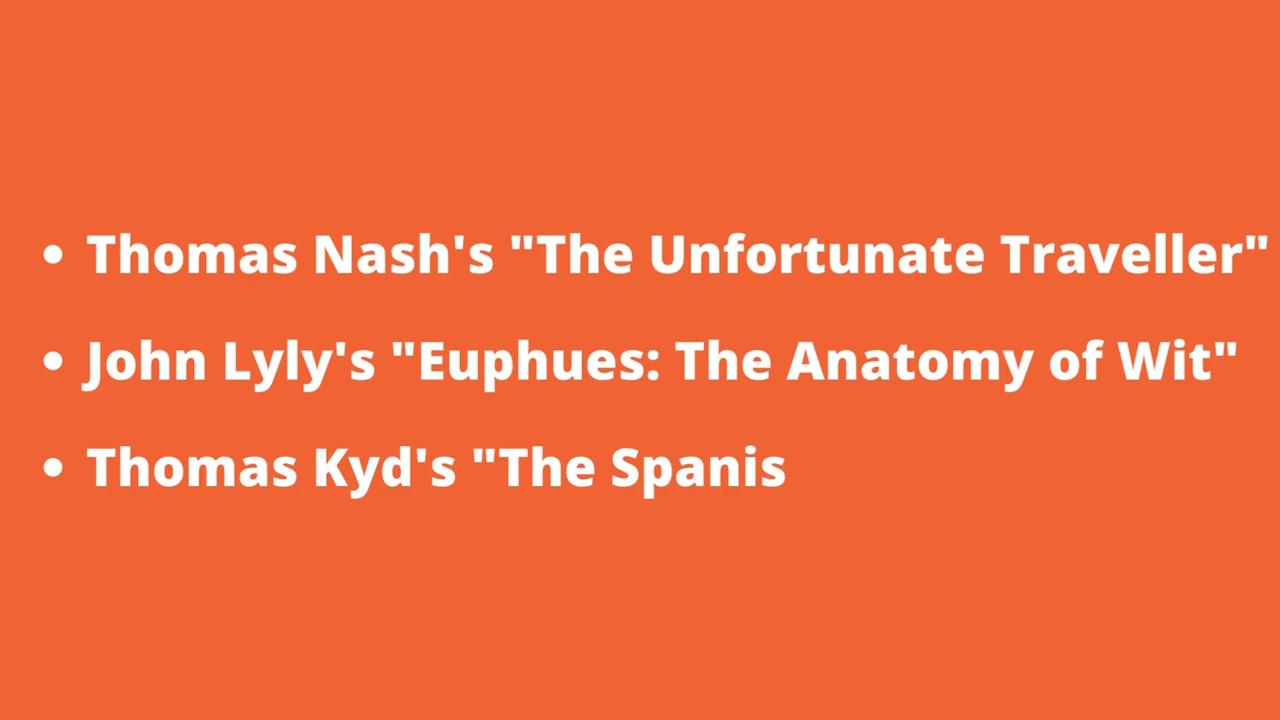 • Thomas Nash's "The Unfortunate Traveller"
• John Lyly's "Euphues: The Anatomy of Wit"
• Thomas Kyd's "The Spanis